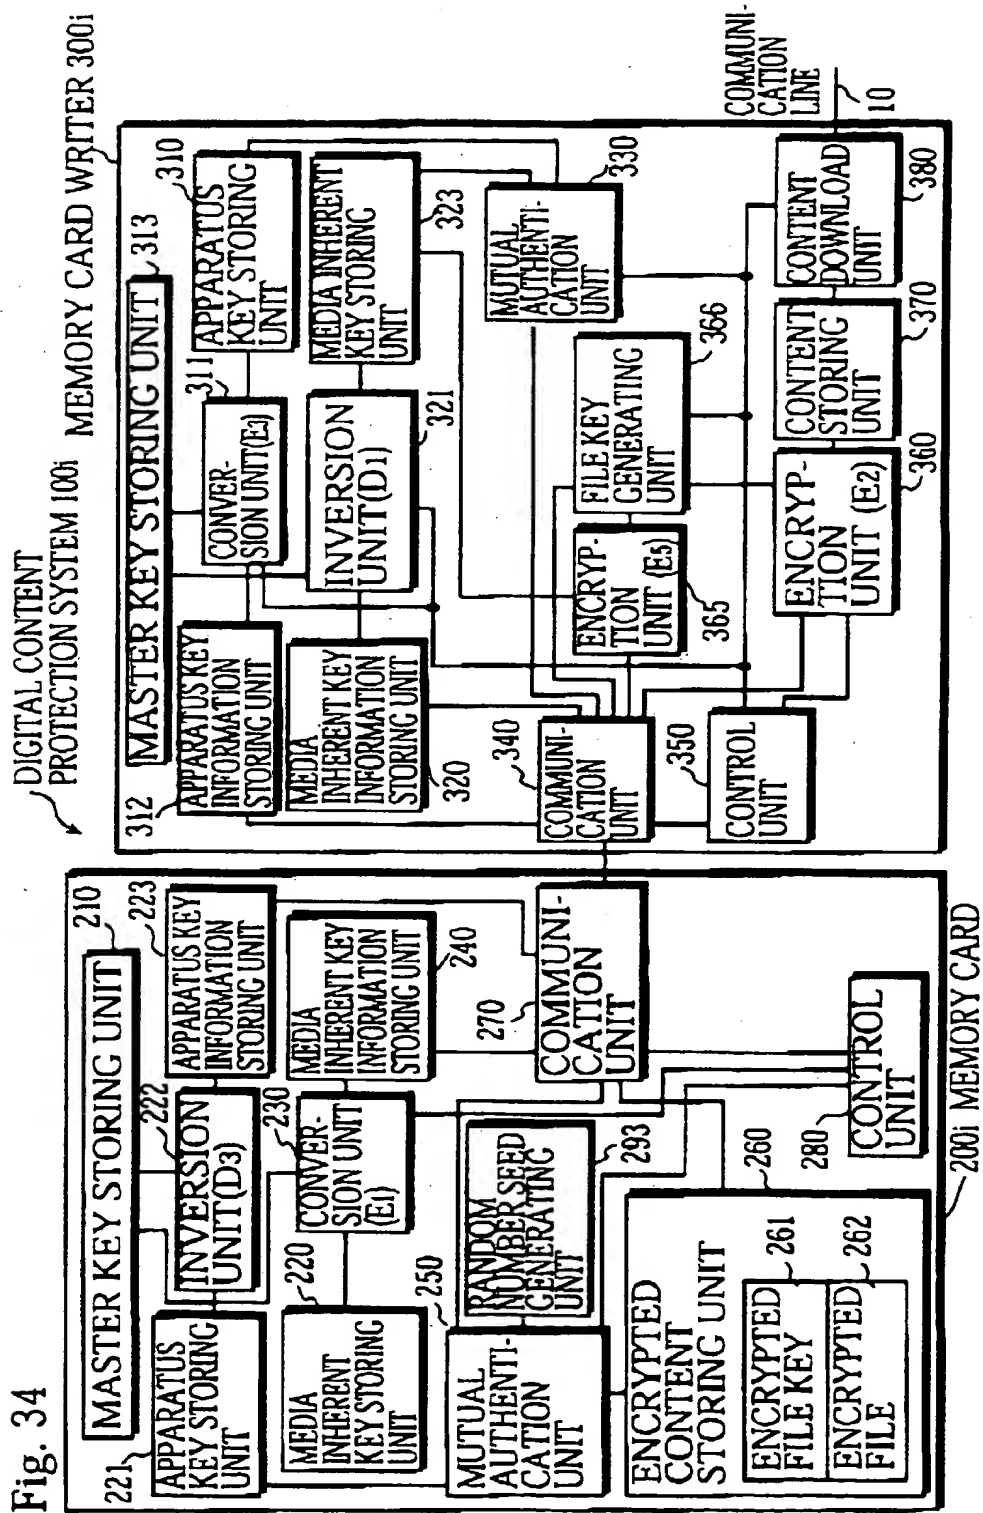 Fig. 34
DIGITAL CONTENT
PROTECTION SYSTEM 100i
MEMORY CARD WRITER 300i
210
MASTER KEY STORING UNIT
221
APPARATUS
KEY STORING
UNIT
222
INVERSION
UNIT(D3)
223
APPARATUS KEY
INFORMATION
STORING UNIT
220
MEDIA
INHERENT
KEY STORING
UNIT
230
CONVER-
SION UNIT
(E1)
MEDIA
INHERENT KEY
INFORMATION
STORING UNIT
240
250
MUTUAL
AUTHENTI-
CATION
UNIT
RANDOM
NUMBER SEED
GENERATING
UNIT
293
270
COMMUNI-
CATION
UNIT
260
ENCRYPTED
CONTENT
STORING UNIT
ENCRYPTED
FILE KEY
261
ENCRYPTED
FILE
262
280
CONTROL
UNIT
200i MEMORY CARD
MASTER KEY STORING UNIT
313
312
APPARATUS KEY
INFORMATION
STORING UNIT
311
CONVER-
SION UNIT(E3)
310
APPARATUS
KEY STORING
UNIT
MEDIA
INHERENT KEY
INFORMATION
STORING UNIT
320
INVERSION
UNIT(D1)
321
MEDIA INHERENT
KEY STORING
UNIT
323
340
COMMUNI-
CATION
UNIT
ENCRYP-
TION
UNIT (E5)
365
FILE KEY
GENERATING
UNIT
366
MUTUAL
AUTHENTI-
CATION
UNIT
330
350
CONTROL
UNIT
ENCRYP-
TION
UNIT (E2)
360
CONTENT
STORING
UNIT
370
CONTENT
DOWNLOAD
UNIT
380
COMMUNI-
CATION
LINE
10